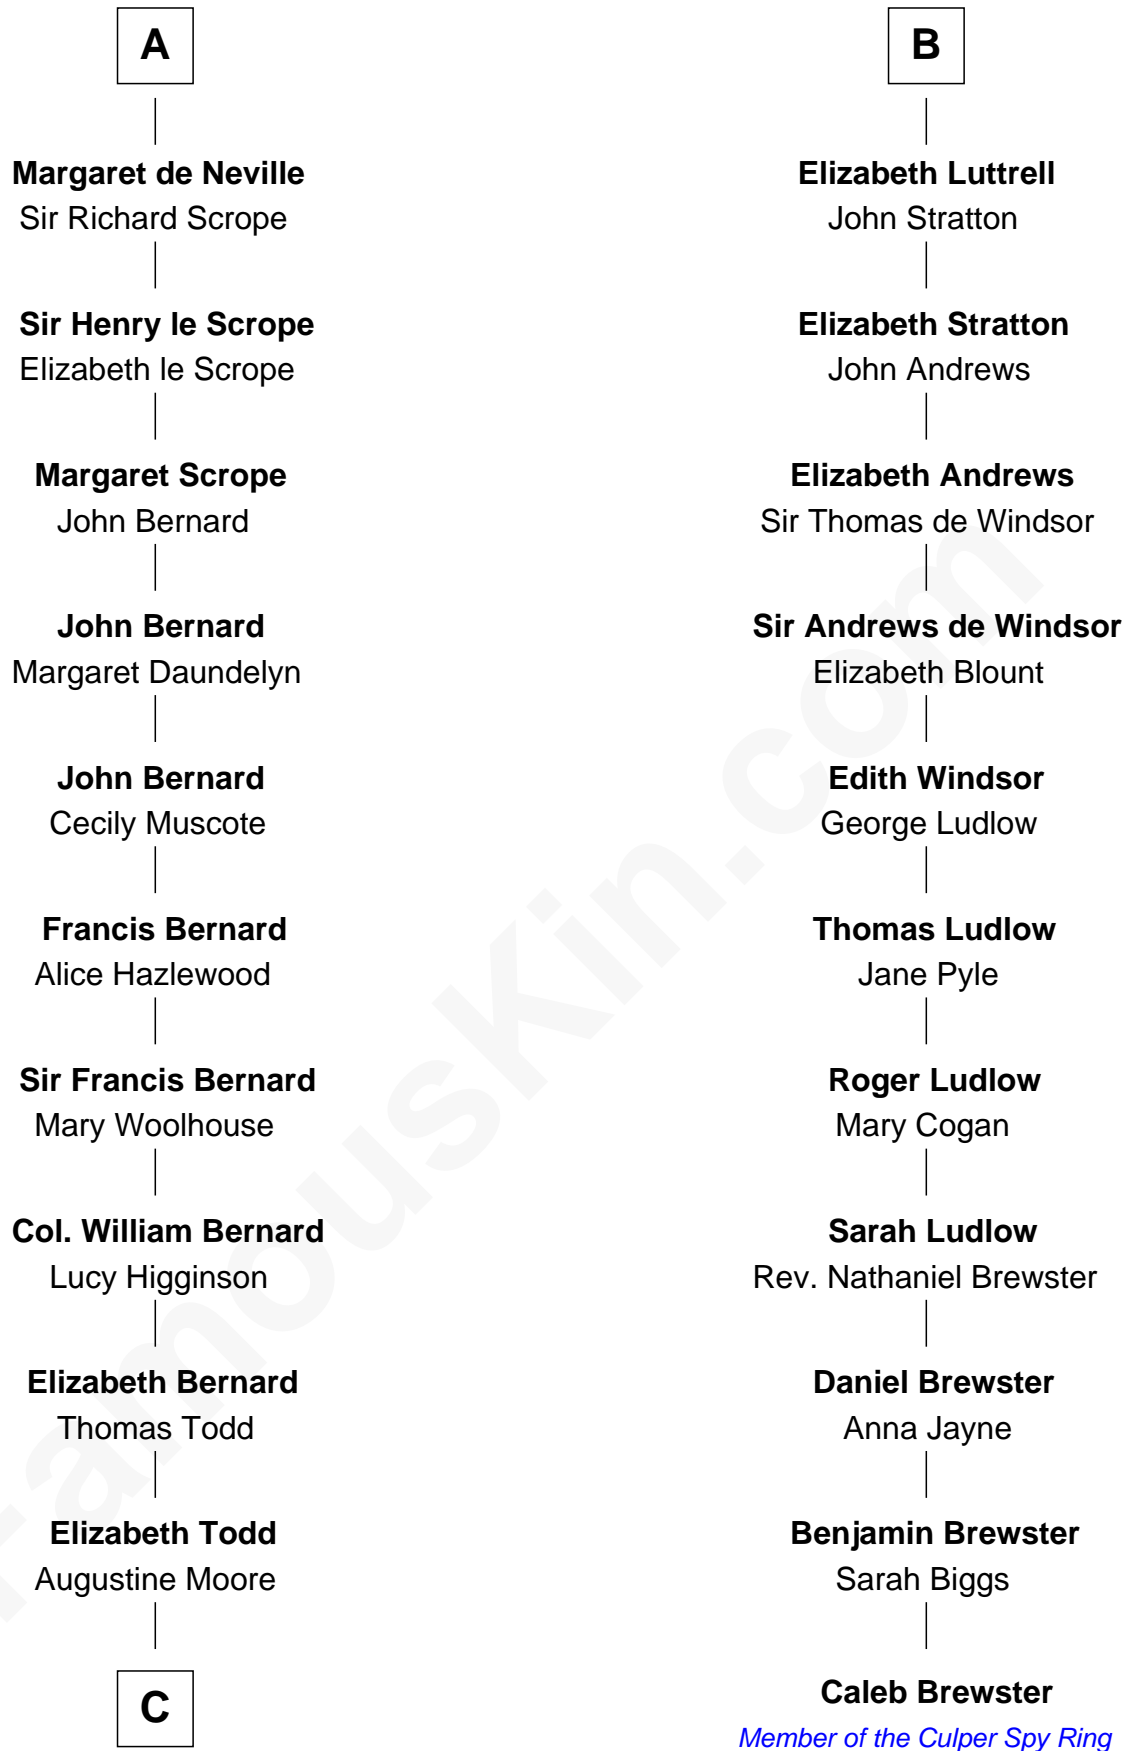 A
Margaret de Neville
Sir Richard Scrope
Sir Henry le Scrope
Elizabeth le Scrope
Margaret Scrope
John Bernard
John Bernard
Margaret Daundelyn
John Bernard
Cecily Muscote
Francis Bernard
Alice Hazlewood
Sir Francis Bernard
Mary Woolhouse
Col. William Bernard
Lucy Higginson
Elizabeth Bernard
Thomas Todd
Elizabeth Todd
Augustine Moore
C
B
Elizabeth Luttrell
John Stratton
Elizabeth Stratton
John Andrews
Elizabeth Andrews
Sir Thomas de Windsor
Sir Andrews de Windsor
Elizabeth Blount
Edith Windsor
George Ludlow
Thomas Ludlow
Jane Pyle
Roger Ludlow
Mary Cogan
Sarah Ludlow
Rev. Nathaniel Brewster
Daniel Brewster
Anna Jayne
Benjamin Brewster
Sarah Biggs
Caleb Brewster
Member of the Culper Spy Ring
FamousKin.com